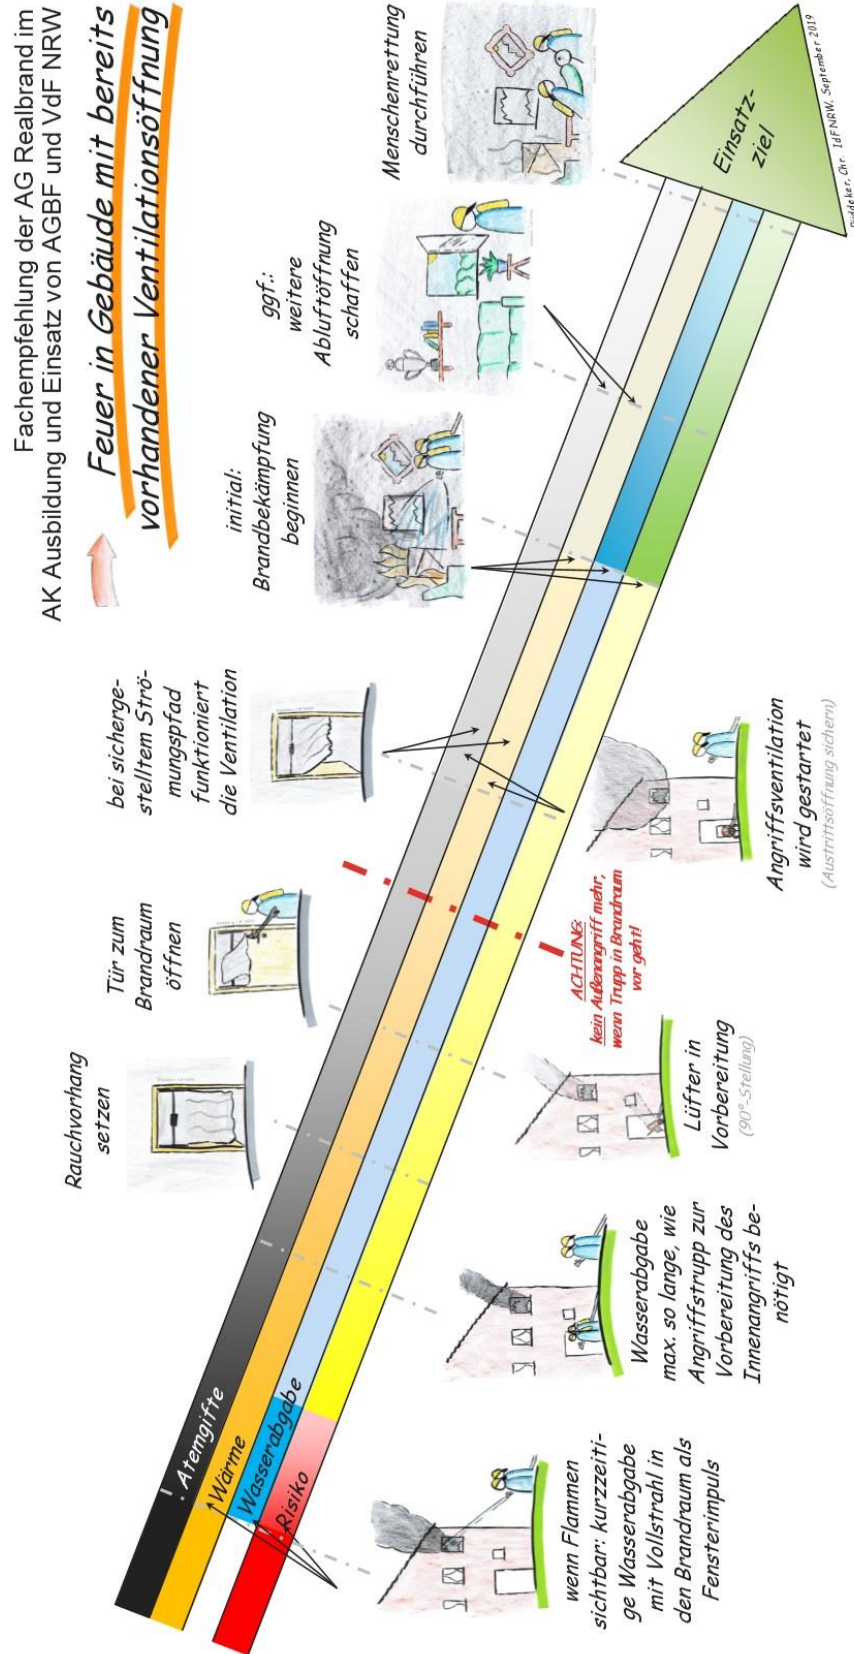 Fachempfehlung der AG Realbrand im
AK Ausbildung und Einsatz von AGBF und VdF NRW
Feuer in Gebäude mit bereits
vorhandener Ventilationsöffnung
Rauchvorhang
setzen
Tür zum
Brandraum
öffnen
bei sicherge-
stelltem Strö-
mungspfad
funktioniert
die Ventilation
initial:
Brandbekämpfung
beginnen
ggf.:
weitere
Abluftöffnung
schaffen
Menschenrettung
durchführen
Atemgifte
Wärme
Wasserabgabe
Risiko
Einsatz-
ziel
wenn Flammen
sichtbar: kurzzeiti-
ge Wasserabgabe
mit Vollstrahl in
den Brandraum als
Fensterimpuls
Wasserabgabe
max. so lange, wie
Angriffstrupp zur
Vorbereitung des
Innenangriffs be-
nötigt
Lüfter in
Vorbereitung
(90°-Stellung)
ACHTUNG:
kein Außenangriff mehr,
wenn Trupp in Brandraum
vor geht!
Angriffsventilation
wird gestartet
(Austrittsöffnung sichern)
Chr. IdF NRW, September 2019